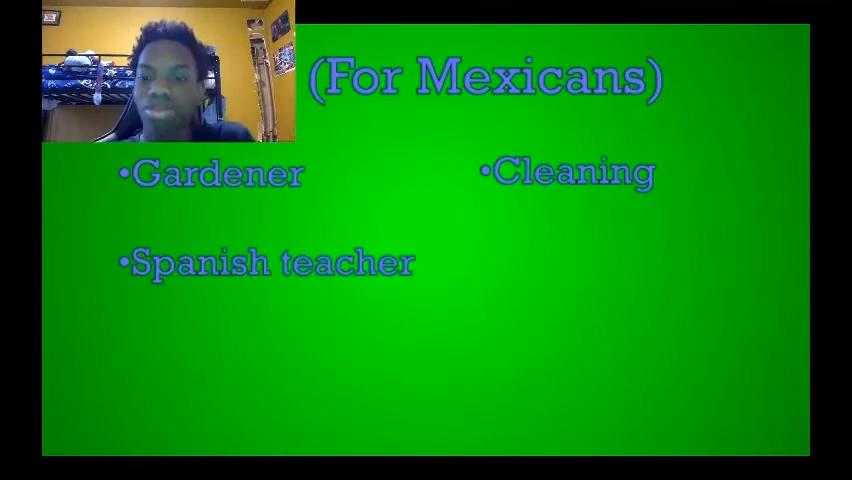 (For Mexicans)
•Gardener
•Cleaning
•Spanish teacher